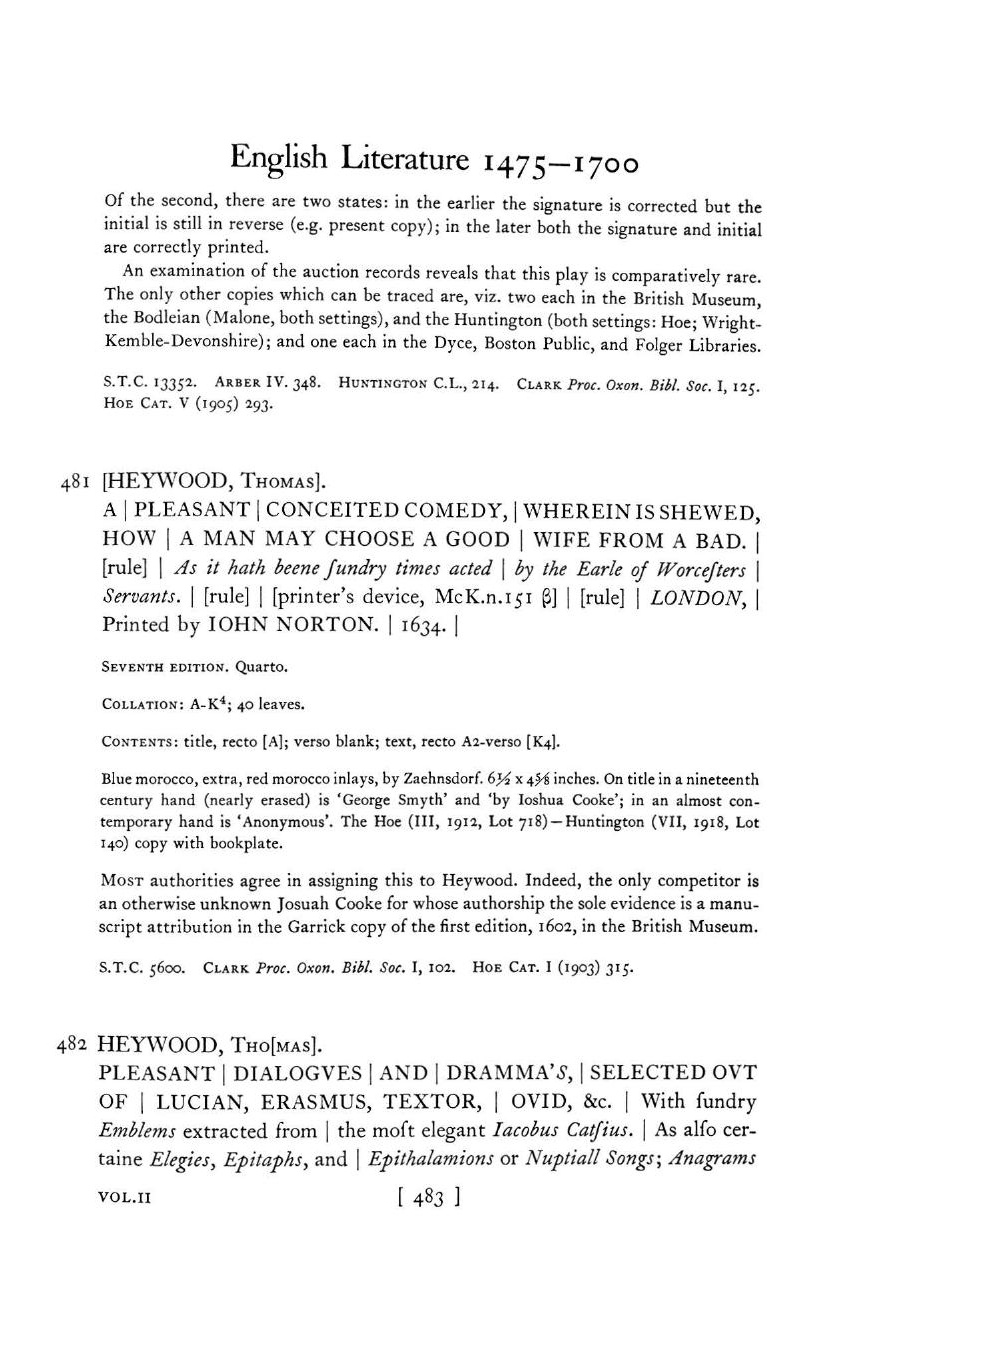 English Literature 1475—1700
Of the second, there are two states: in the earlier the signature is corrected but the
initial is still in reverse (e.g. present copy); in the later both the signature and initial
are correctly printed.
An examination of the auction records reveals that this play is comparatively rare.
The only other copies which can be traced are, viz. two each in the British Museum,
the Bodleian (Malone, both settings), and the Huntington (both settings: Hoe; Wright-
Kemble-Devonshire); and one each in the Dyce, Boston Public, and Folger Libraries.
S.T.C. 13352. ARBER IV. 348. HUNTINGTON C.L., 214. CLARK Proc. Oxon. Bibl. Soc. I, 125.
HOE CAT. V (1905) 293.
481 [HEYWOOD, THOMAS].
A | PLEASANT | CONCEITED COMEDY, | WHEREIN IS SHEWED,
HOW | A MAN MAY CHOOSE A GOOD | WIFE FROM A BAD. |
[rule] | As it hath beene ſundry times acted | by the Earle of Worceſters |
Servants. | [rule] | [printer's device, McK.n.151 β] | [rule] | LONDON, |
Printed by IOHN NORTON. | 1634. |
SEVENTH EDITION. Quarto.
COLLATION: A-K⁴; 40 leaves.
CONTENTS: title, recto [A]; verso blank; text, recto A2-verso [K4].
Blue morocco, extra, red morocco inlays, by Zaehnsdorf. 6½ x 4⅝ inches. On title in a nineteenth
century hand (nearly erased) is 'George Smyth' and 'by Ioshua Cooke'; in an almost con-
temporary hand is 'Anonymous'. The Hoe (III, 1912, Lot 718)—Huntington (VII, 1918, Lot
140) copy with bookplate.
MOST authorities agree in assigning this to Heywood. Indeed, the only competitor is
an otherwise unknown Josuah Cooke for whose authorship the sole evidence is a manu-
script attribution in the Garrick copy of the first edition, 1602, in the British Museum.
S.T.C. 5600. CLARK Proc. Oxon. Bibl. Soc. I, 102. HOE CAT. I (1903) 315.
482 HEYWOOD, THO[MAS].
PLEASANT | DIALOGVES | AND | DRAMMA'S, | SELECTED OVT
OF | LUCIAN, ERASMUS, TEXTOR, | OVID, &c. | With ſundry
Emblems extracted from | the moſt elegant Iacobus Catſius. | As alſo cer-
taine Elegies, Epitaphs, and | Epithalamions or Nuptiall Songs; Anagrams
VOL.II [ 483 ]